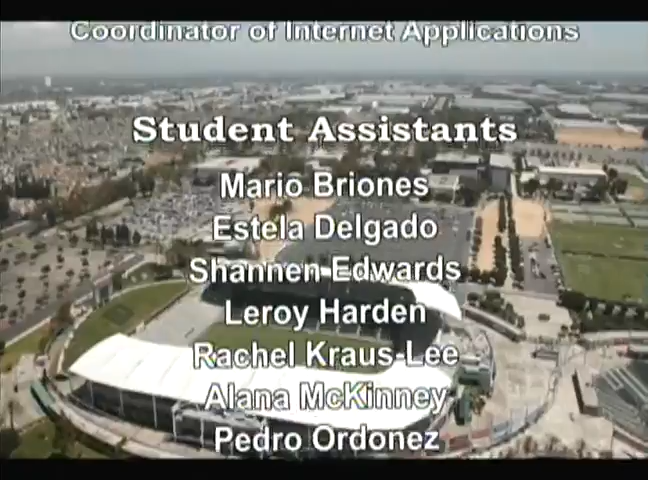 Coordinator of Internet Applications
Student Assistants
Mario Briones
Estela Delgado
Shannen Edwards
Leroy Harden
Rachel Kraus-Lee
Alana McKinney
Pedro Ordonez